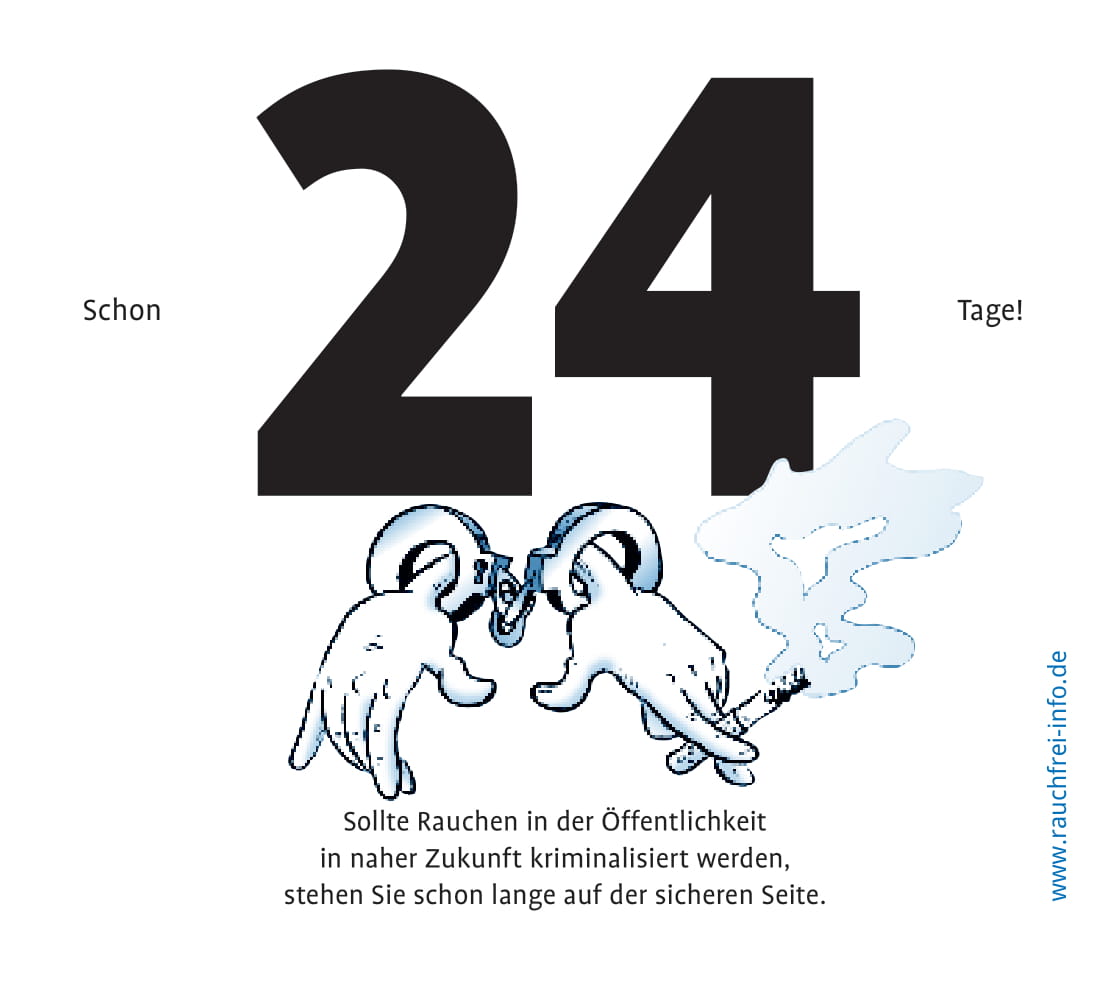 Schon
24
Tage!
Sollte Rauchen in der Öffentlichkeit
in naher Zukunft kriminalisiert werden,
stehen Sie schon lange auf der sicheren Seite.
www.rauchfrei-info.de